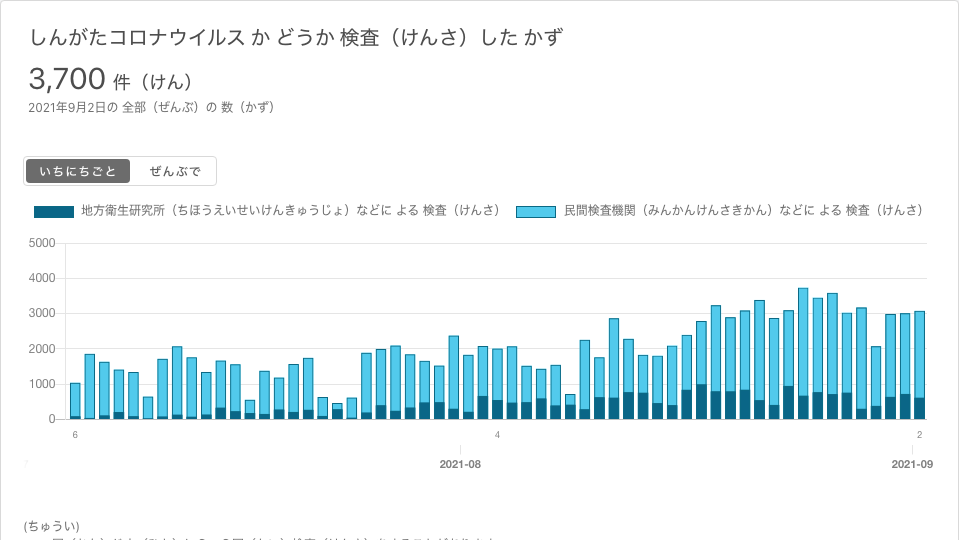 しんがたコロナウイルス か どうか 検査（けんさ）した かず
3,700 件（けん）
2021年9月2日の 全部（ぜんぶ）の 数（かず）
いちにちごと ぜんぶで
地方衛生研究所（ちほうえいせいけんきゅうじょ）などに よる 検査（けんさ） 民間検査機関（みんかんけんさきかん）などに よる 検査（けんさ）
5000
4000
3000
2000
1000
0
6 4 2
2021-08 2021-09
(ちゅうい)